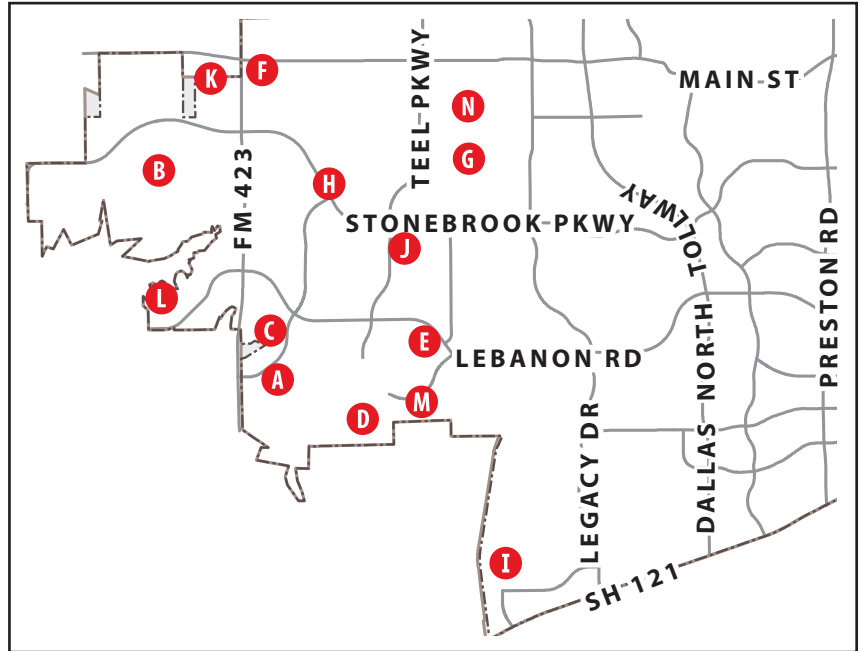 TEEL PKWY
K
F
MAIN ST
N
B
FM 423
H
G
STONEBROOK PKWY
J
DALLAS NORTH TOLLWAY
PRESTON RD
L
C
E
LEBANON RD
A
M
D
LEGACY DR
I
SH 121